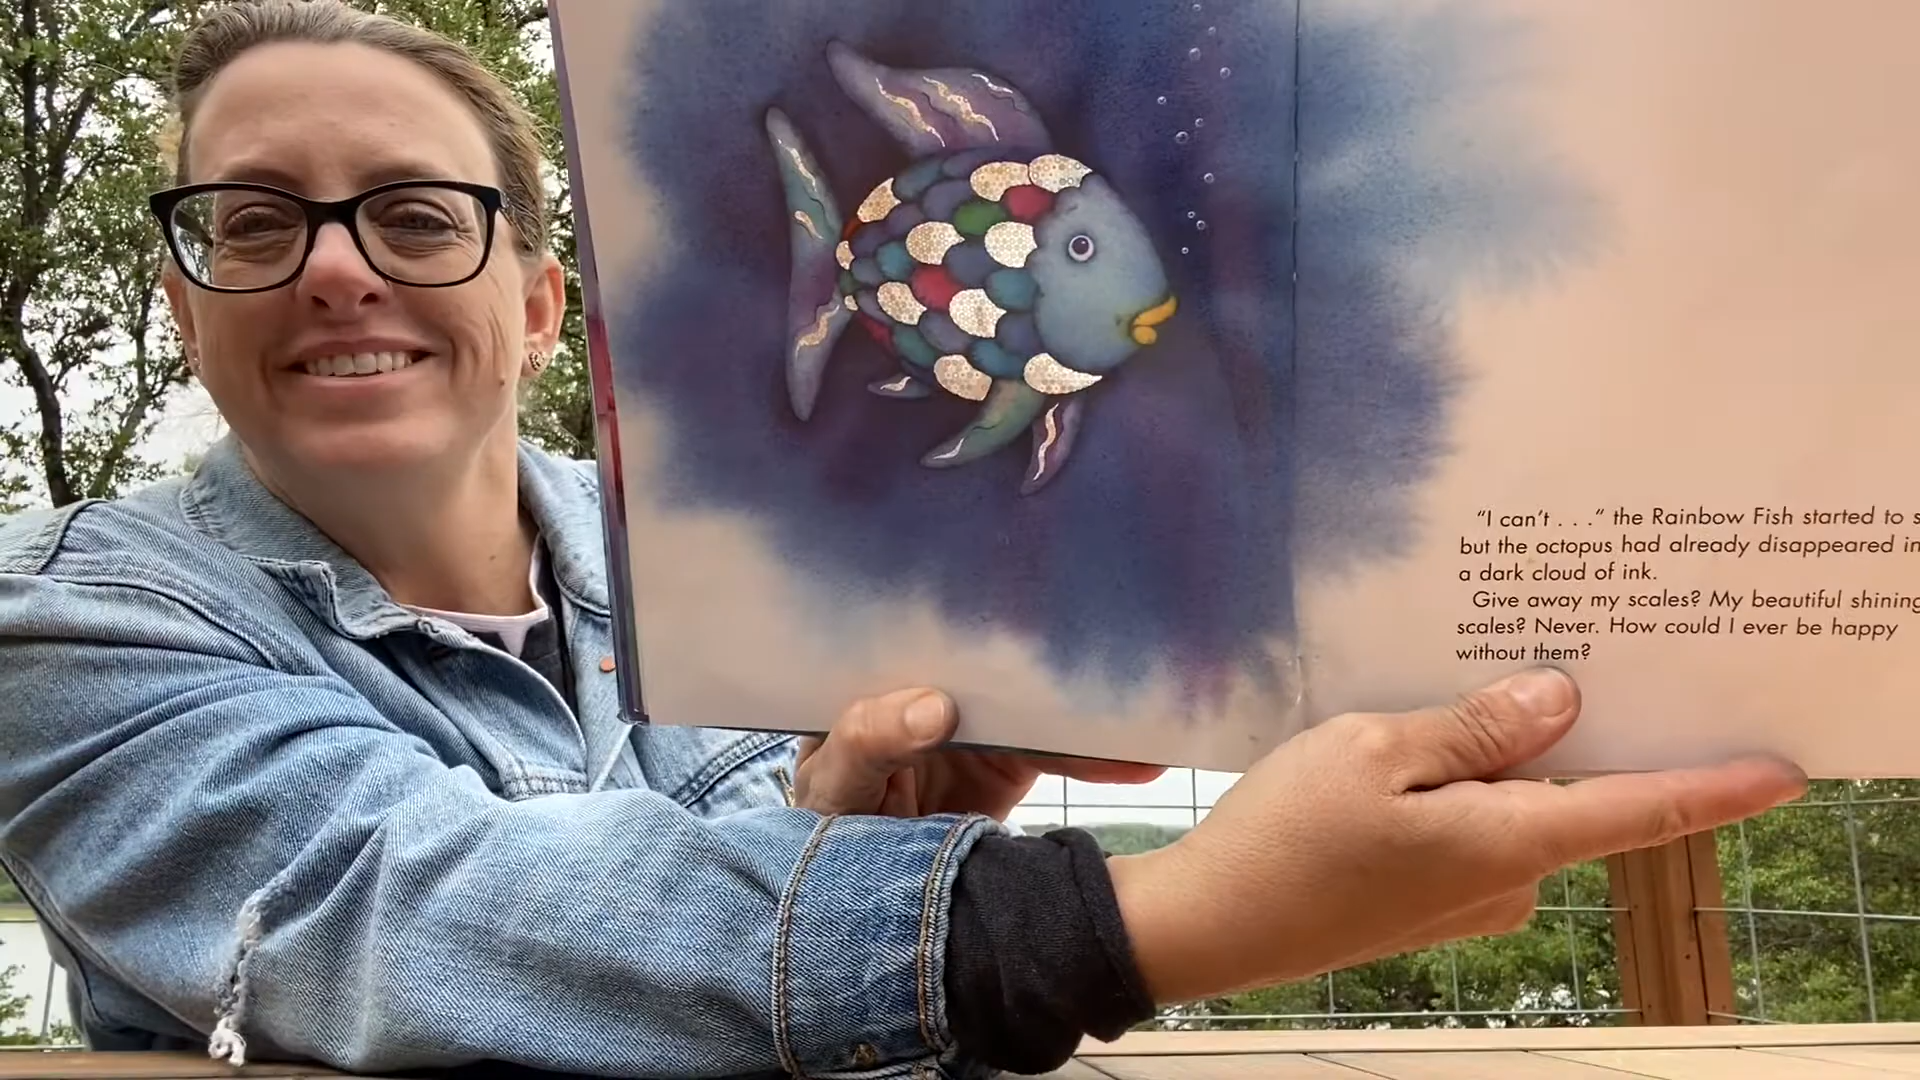 "I can't . . ." the Rainbow Fish started to
but the octopus had already disappeared in
a dark cloud of ink.
Give away my scales? My beautiful shining
scales? Never. How could I ever be happy
without them?